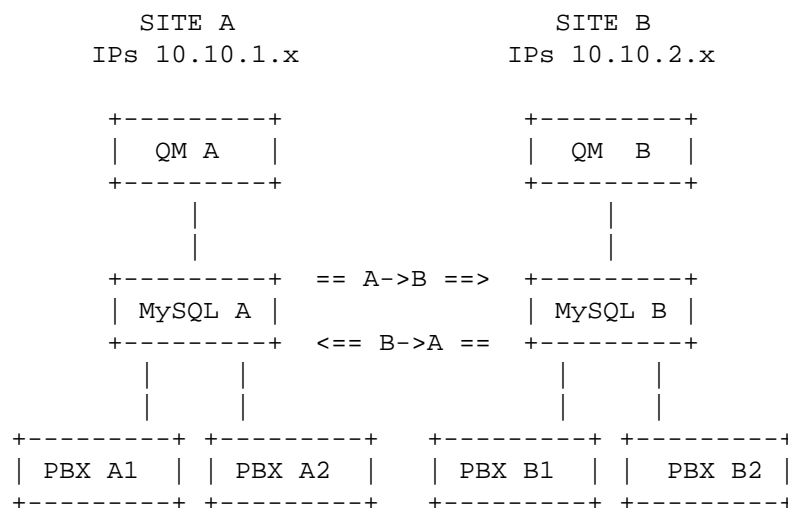 SITE A SITE B
IPs 10.10.1.x IPs 10.10.2.x
QM A QM B
== A->B ==>
MySQL A MySQL B
<== B->A ==
PBX A1 PBX A2 PBX B1 PBX B2